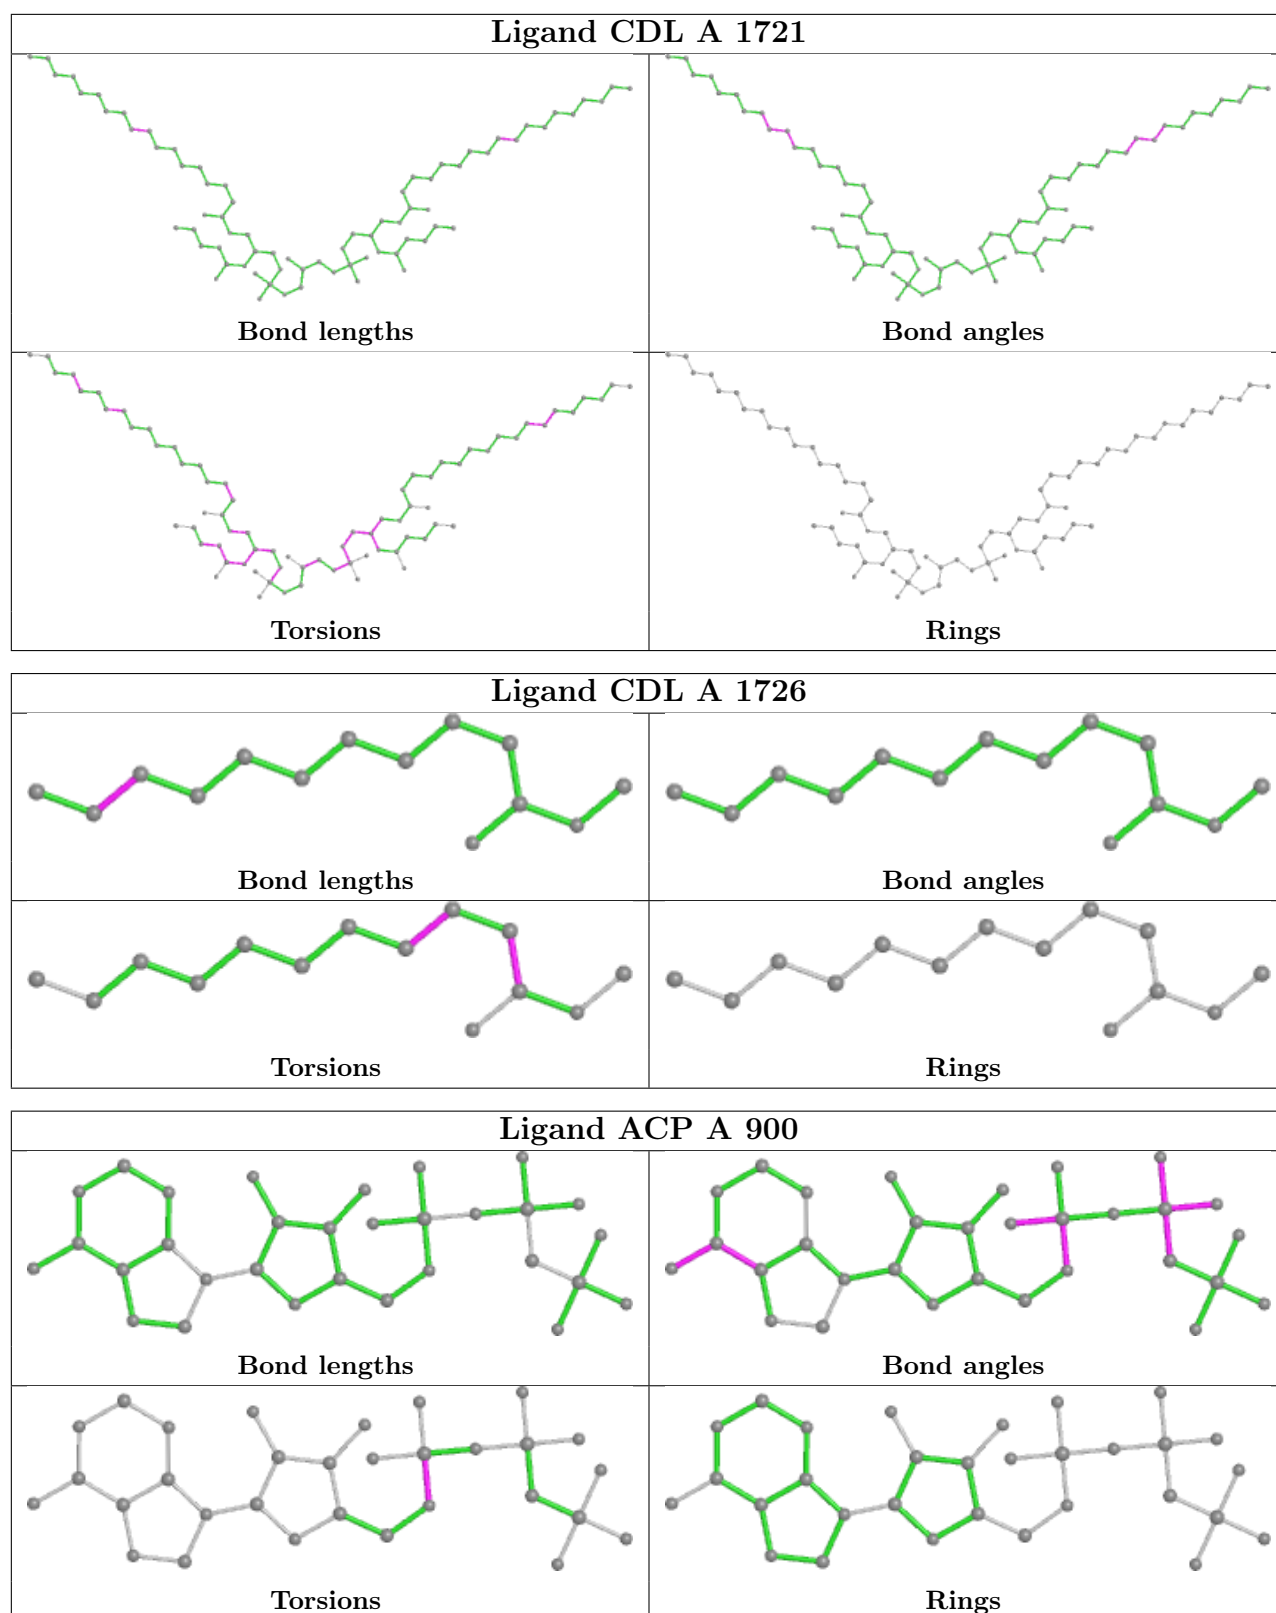 Ligand CDL A 1721
Bond lengths
Bond angles
Torsions
Rings
Ligand CDL A 1726
Bond lengths
Bond angles
Torsions
Rings
Ligand ACP A 900
Bond lengths
Bond angles
Torsions
Rings